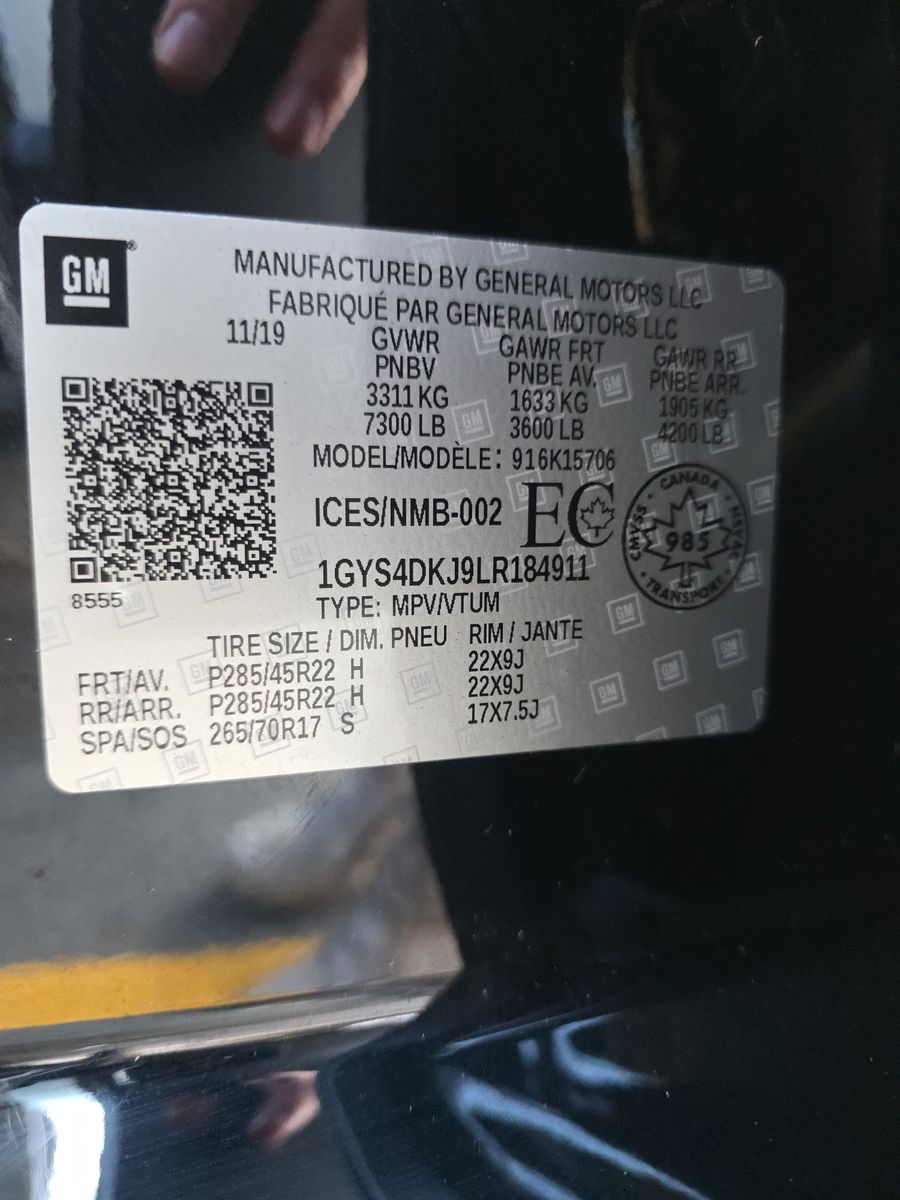 GM®
MANUFACTURED BY GENERAL MOTORS LLC
FABRIQUÉ PAR GENERAL MOTORS LLC
11/19 GVWR GAWR FRT GAWR RR
PNBV PNBE AV. PNBE ARR.
3311 KG 1633 KG 1905 KG
7300 LB 3600 LB 4200 LB
MODEL/MODÈLE: 916K15706
ICES/NMB-002 EC
CANADA
CMVSS 985 NSVAC
TRANSPORT
1GYS4DKJ9LR184911
8555
TYPE: MPV/VTUM
TIRE SIZE / DIM. PNEU RIM / JANTE
FRT/AV. P285/45R22 H 22X9J
RR/ARR. P285/45R22 H 22X9J
SPA/SOS 265/70R17 S 17X7.5J